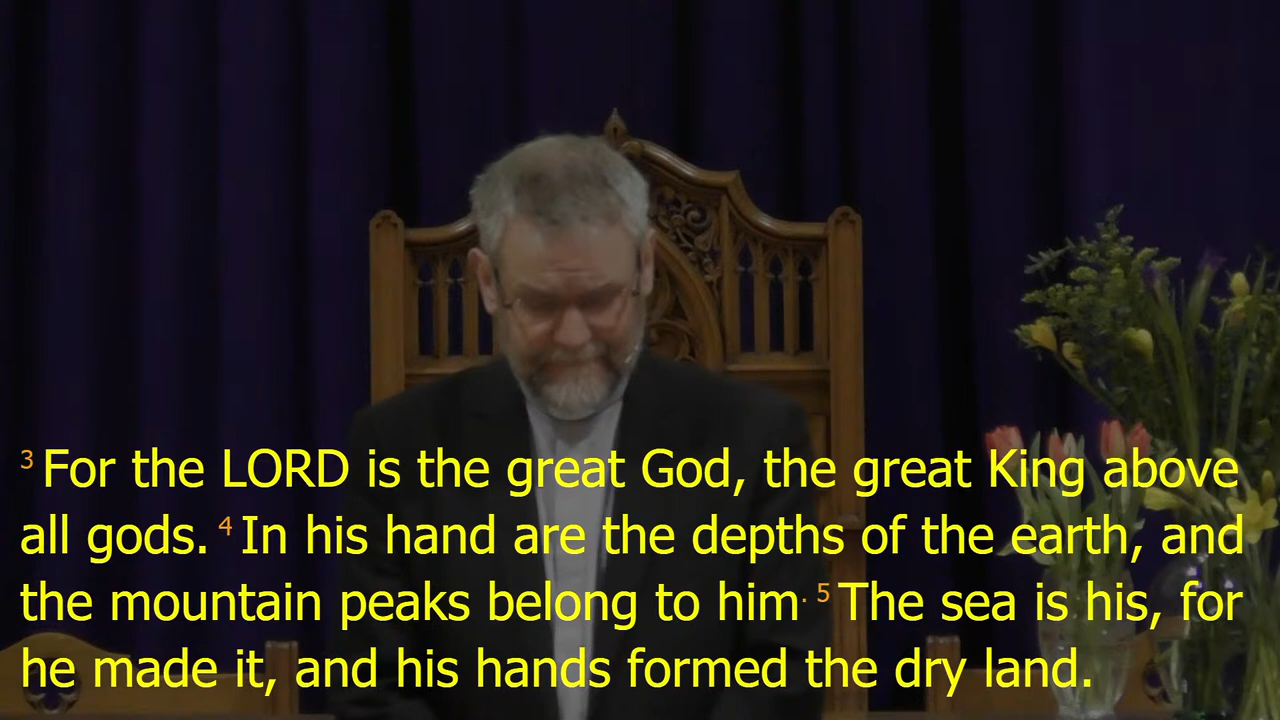 3 For the LORD is the great God, the great King above
all gods. 4 In his hand are the depths of the earth, and
the mountain peaks belong to him. 5 The sea is his, for
he made it, and his hands formed the dry land.